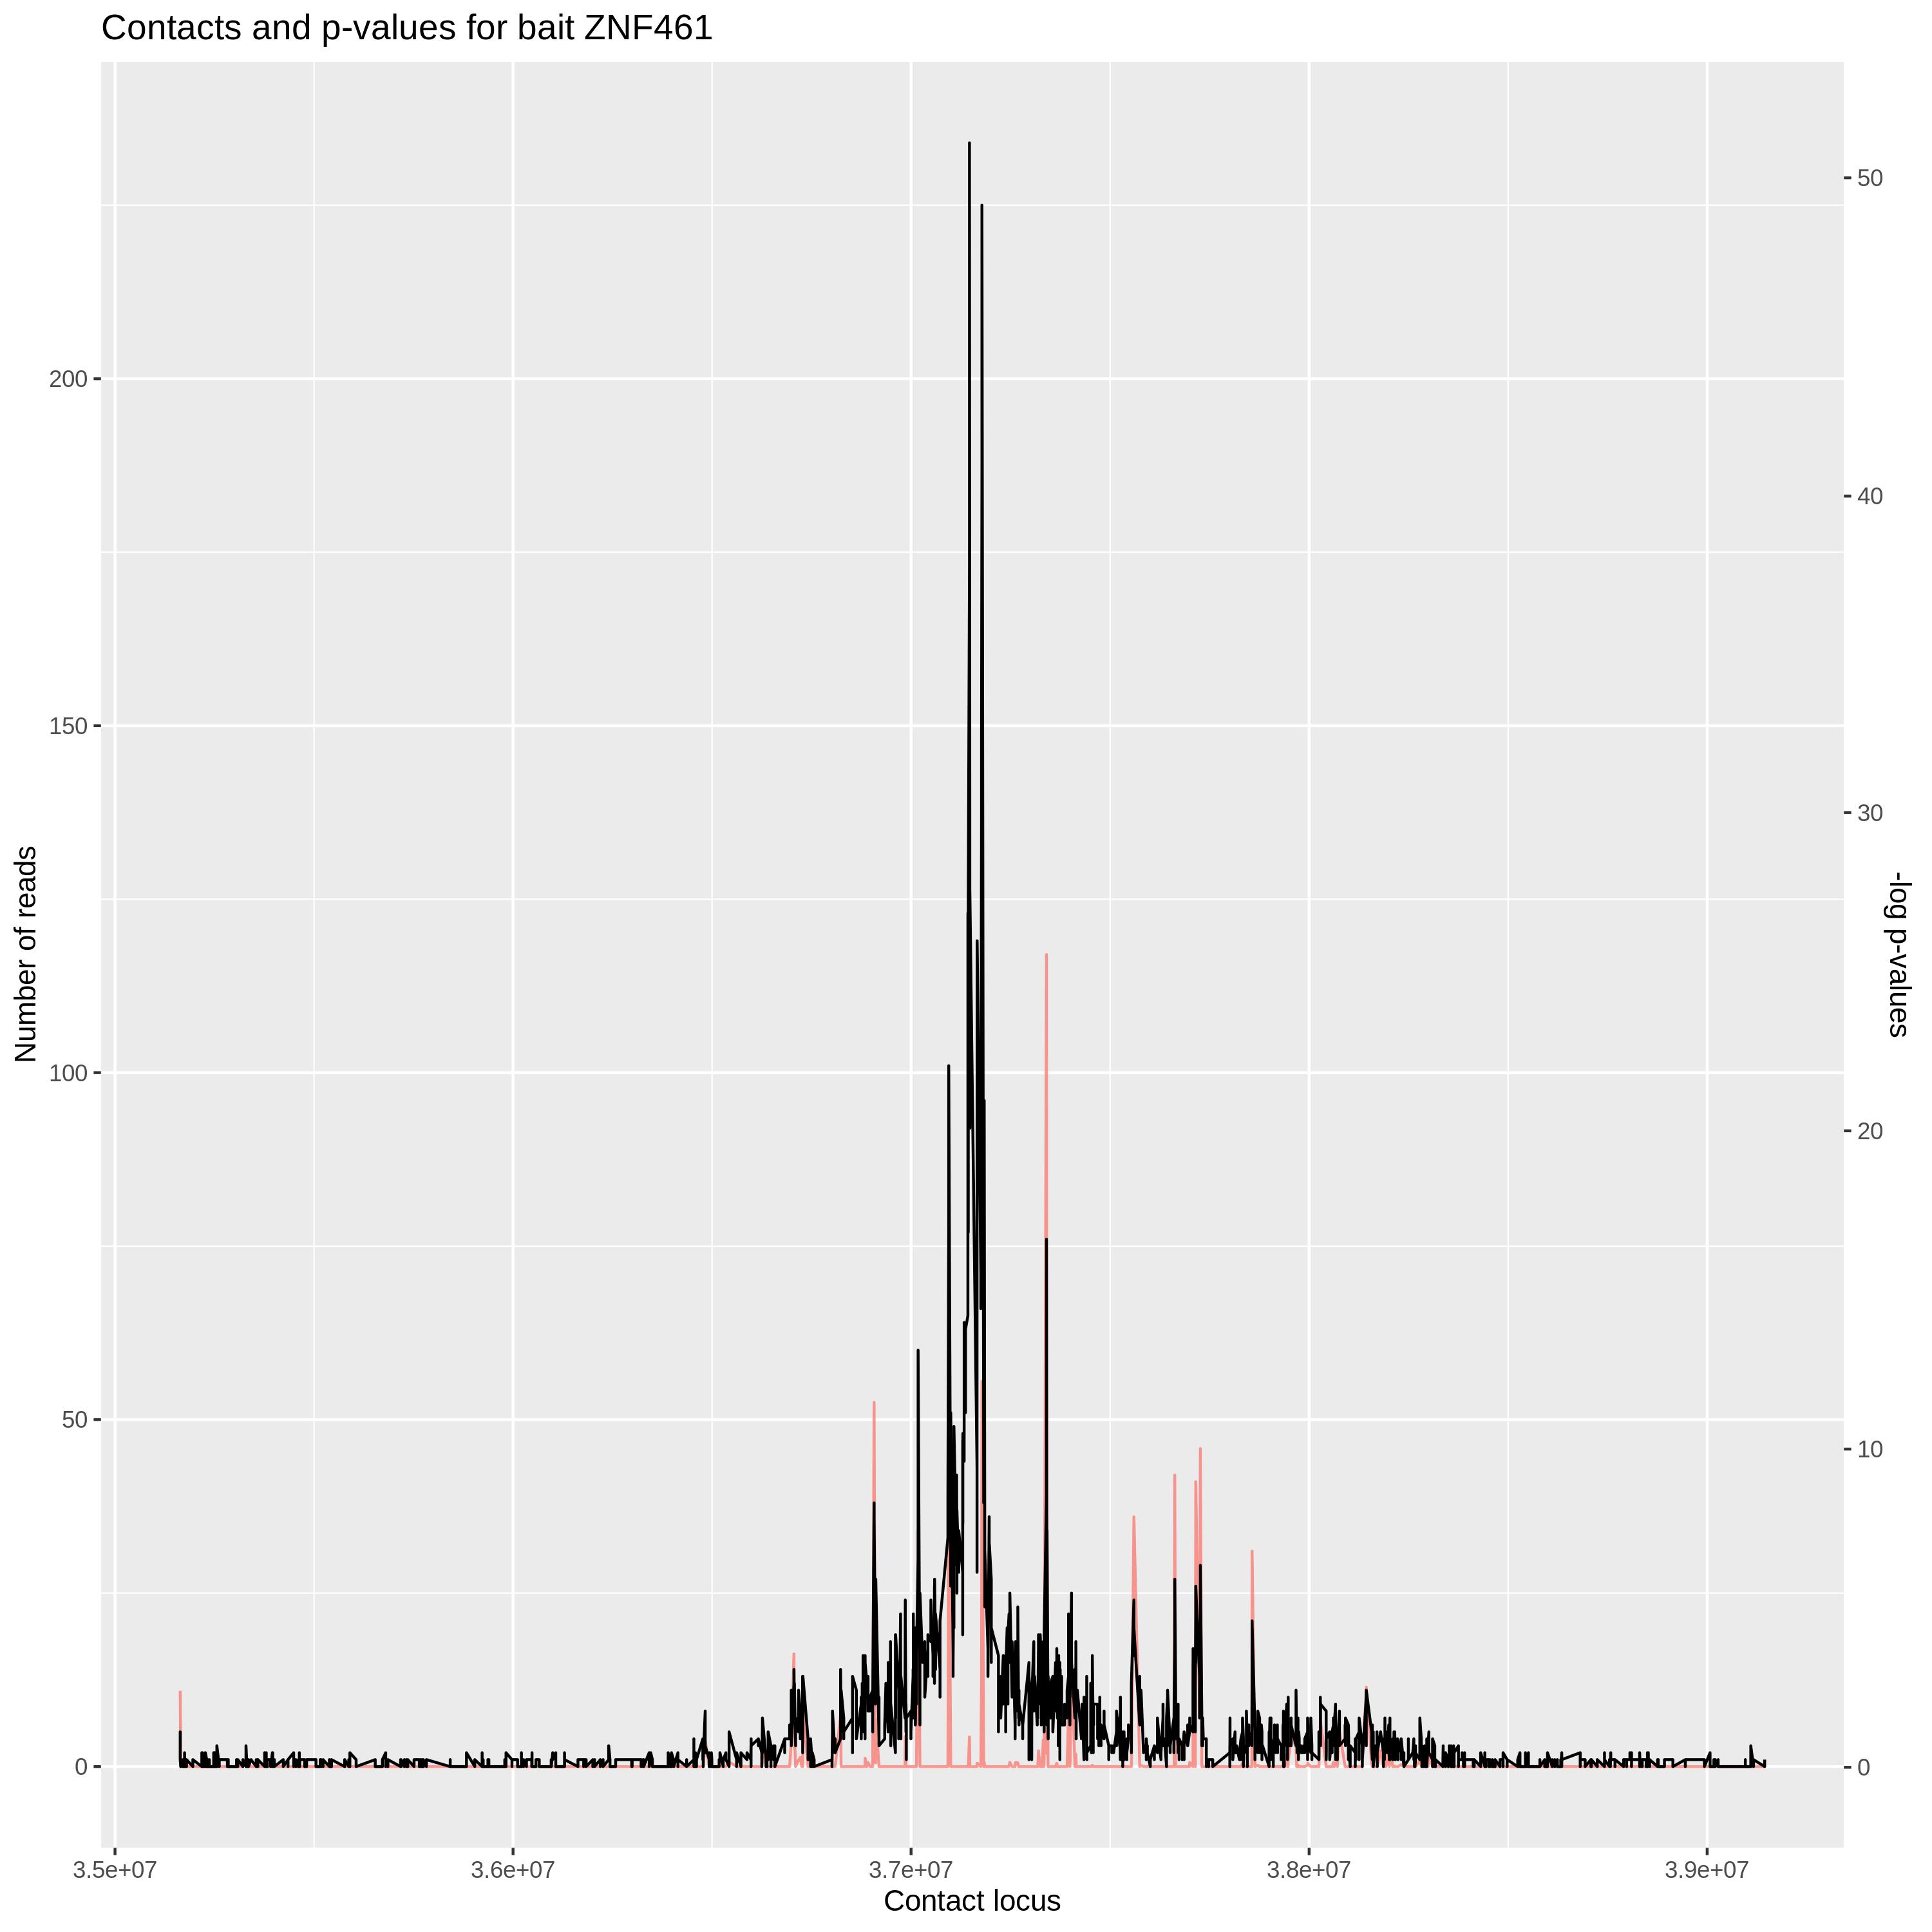 Contacts and p-values for bait ZNF461
Number of reads
200
150
100
50
0
50
40
30
20
10
0
-log p-values
3.5e+07 3.6e+07 3.7e+07 3.8e+07 3.9e+07
Contact locus